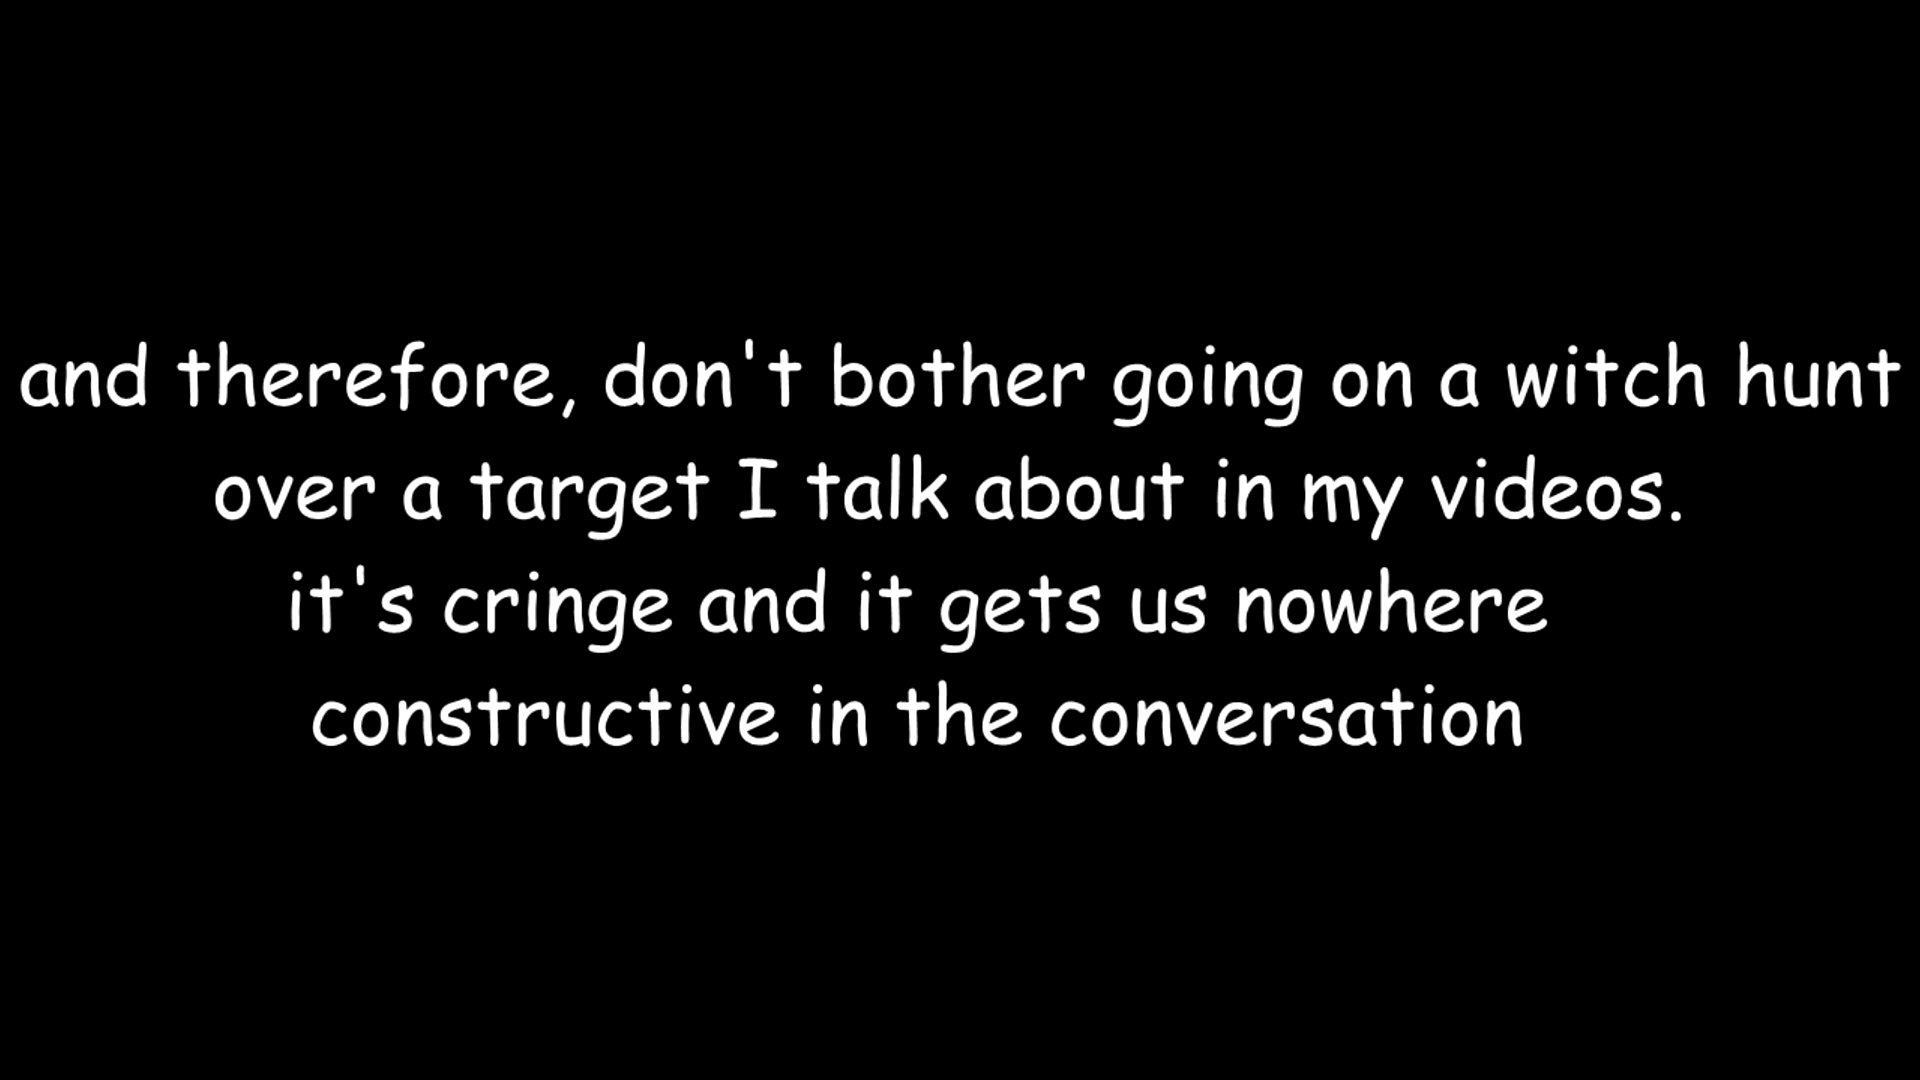 and therefore, don't bother going on a witch hunt
over a target I talk about in my videos.
it's cringe and it gets us nowhere
constructive in the conversation